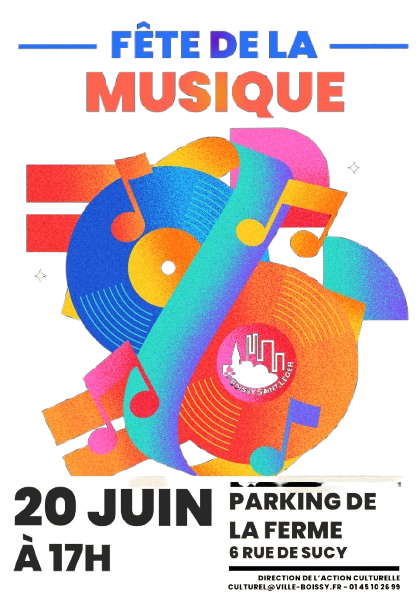 FÊTE DE LA
MUSIQUE
BOISSY SAINT-LÉGER
20 JUIN
À 17H
PARKING DE
LA FERME
6 RUE DE SUCY
DIRECTION DE L'ACTION CULTURELLE
CULTUREL@VILLE-BOISSY.FR - 01 45 10 26 99